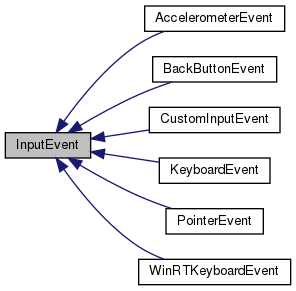 AccelerometerEvent
BackButtonEvent
CustomInputEvent
InputEvent
KeyboardEvent
PointerEvent
WinRTKeyboardEvent